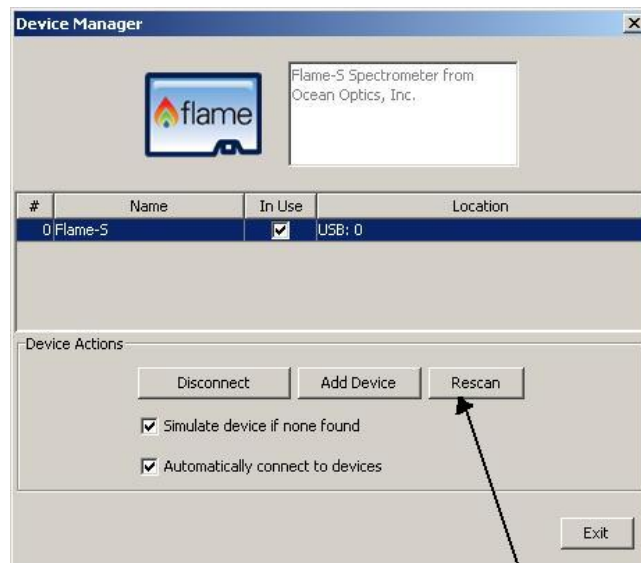 Device Manager
flame
Flame-S Spectrometer from
Ocean Optics, Inc.
# Name In Use Location
0 Flame-S USB: 0
Device Actions
Disconnect Add Device Rescan
Simulate device if none found
Automatically connect to devices
Exit